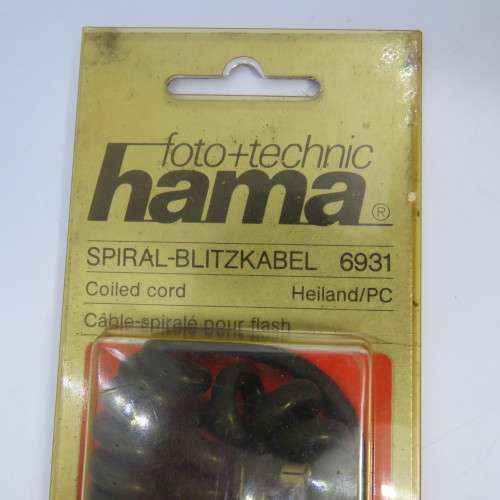 foto+technic
hama®
SPIRAL-BLITZKABEL 6931
Coiled cord Heiland/PC
Câble-spiralé pour flash